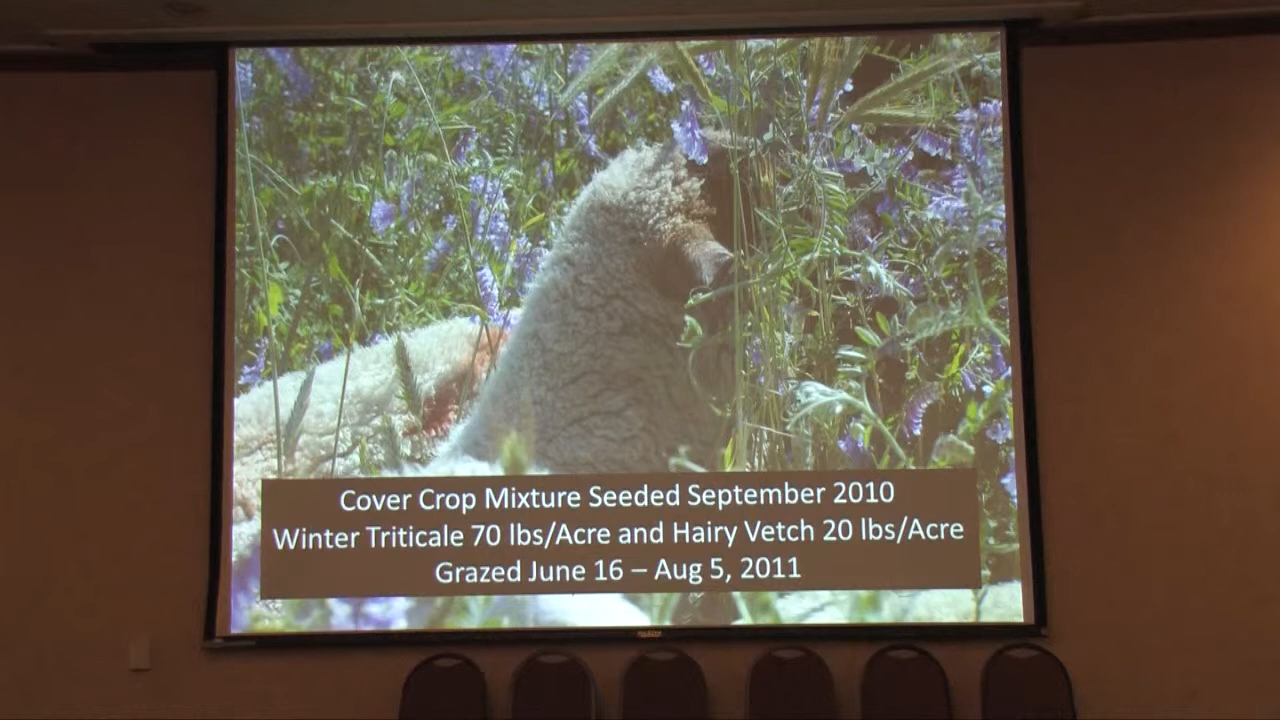 Cover Crop Mixture Seeded September 2010
Winter Triticale 70 lbs/Acre and Hairy Vetch 20 lbs/Acre
Grazed June 16 – Aug 5, 2011